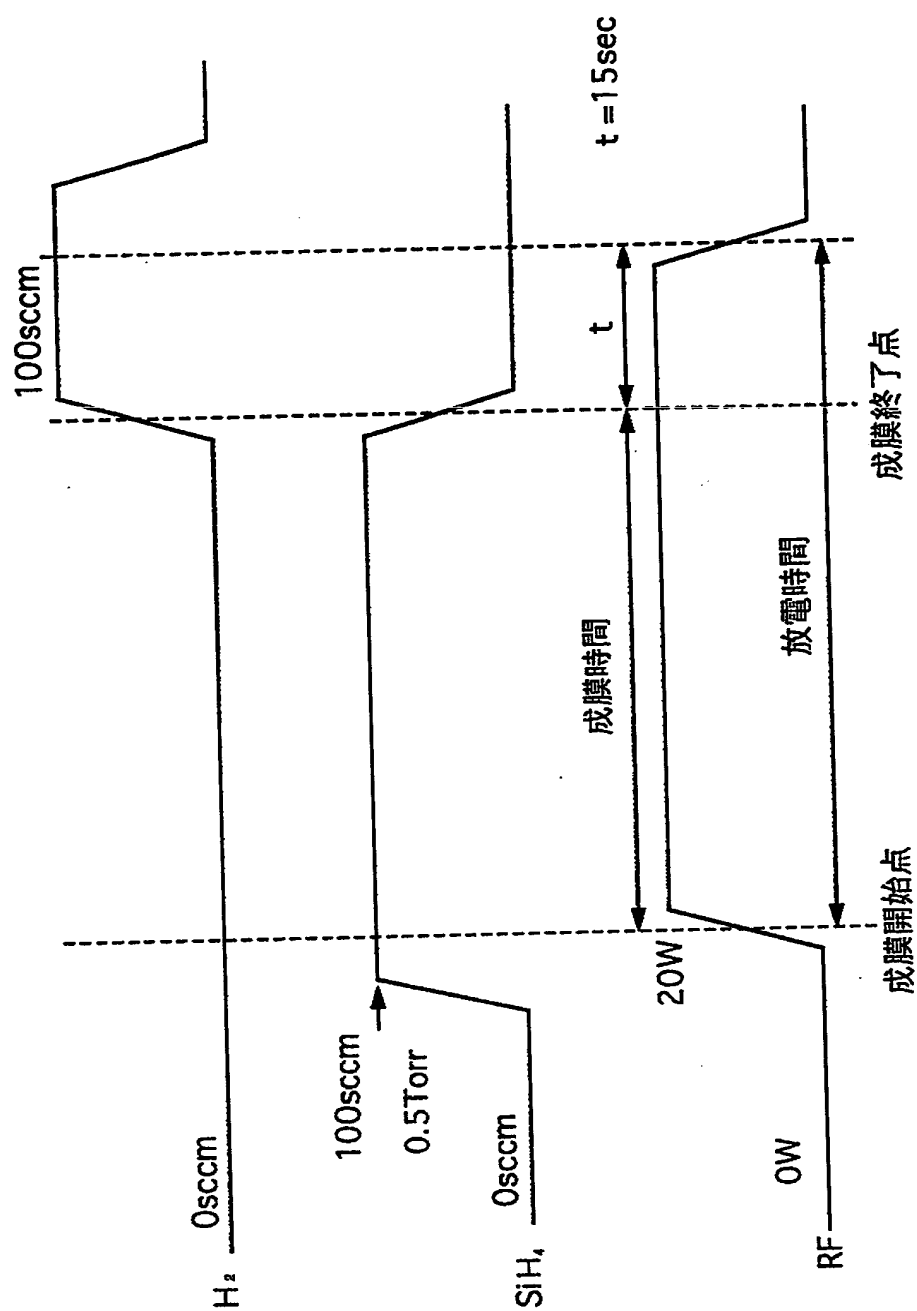 H₂
0sccm
100sccm
SiH₄
0sccm
100sccm
0.5Torr
t
t=15sec
成膜時間
RF
0W
20W
放電時間
成膜開始点
成膜終了点